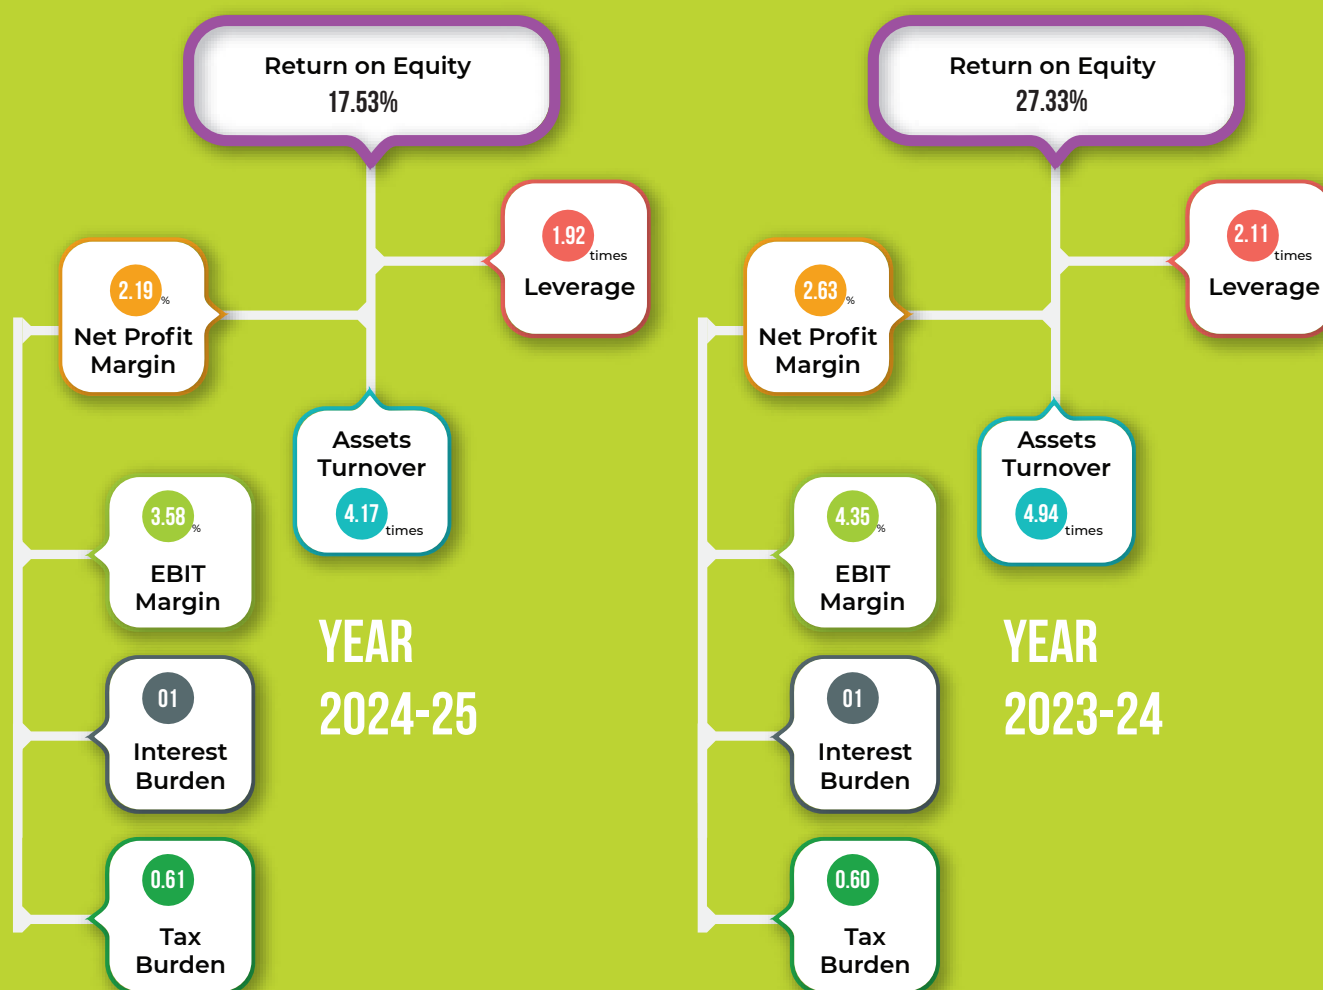 Return on Equity
17.53%
1.92
times
Leverage
2.19
%
Net Profit
Margin
Assets
Turnover
4.17
times
3.58
%
EBIT
Margin
YEAR
2024-25
01
Interest
Burden
0.61
Tax
Burden
Return on Equity
27.33%
2.11
times
Leverage
2.63
%
Net Profit
Margin
Assets
Turnover
4.94
times
4.35
%
EBIT
Margin
YEAR
2023-24
01
Interest
Burden
0.60
Tax
Burden